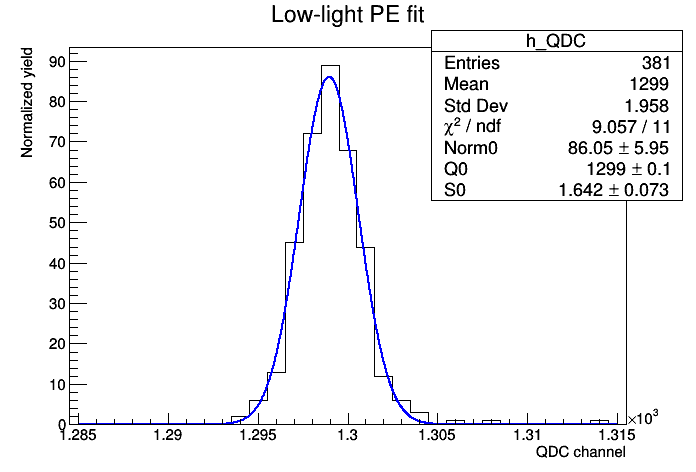 Low-light PE fit
h_QDC
Entries 381
Mean 1299
Std Dev 1.958
χ² / ndf 9.057 / 11
Norm0 86.05 ± 5.95
Q0 1299 ± 0.1
S0 1.642 ± 0.073
Normalized yield
90
80
70
60
50
40
30
20
10
0
1.285 1.29 1.295 1.3 1.305 1.31 1.315
×10³
QDC channel